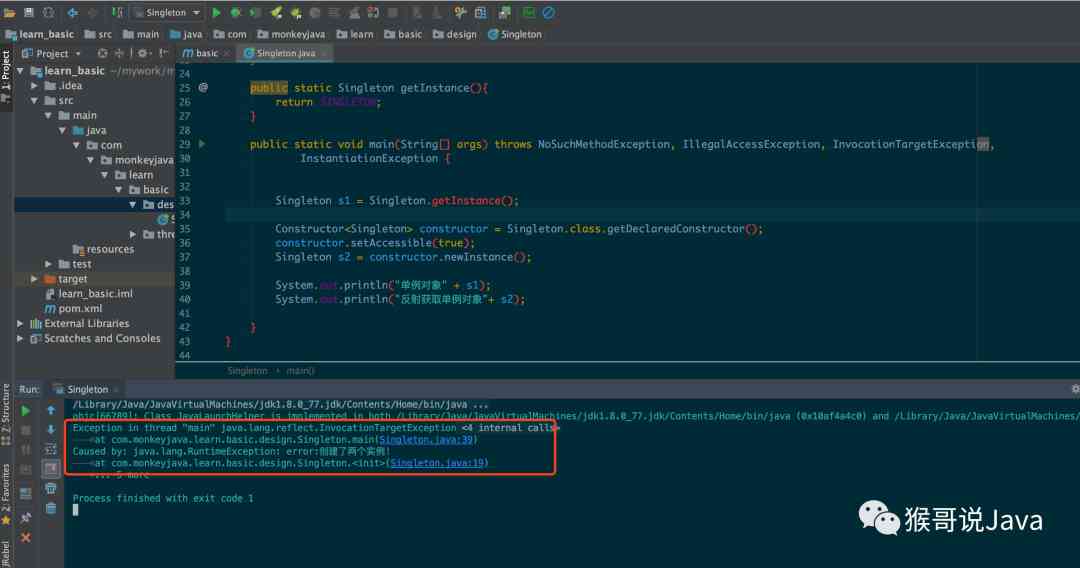 Singleton
learn_basic src main java com monkeyjava learn basic design Singleton
Project
basic Singleton.java
1: Project
learn_basic ~/mywork/m
.idea
src
main
java
com
monkeyjava
learn
basic
des
S
thre
resources
test
target
learn_basic.iml
pom.xml
External Libraries
Scratches and Consoles
24
25 @ public static Singleton getInstance(){
26 return SINGLETON;
27 }
28
29 public static void main(String[] args) throws NoSuchMethodException, IllegalAccessException, InvocationTargetException,
30 InstantiationException {
31
32
33 Singleton s1 = Singleton.getInstance();
34
35 Constructor<Singleton> constructor = Singleton.class.getDeclaredConstructor();
36 constructor.setAccessible(true);
37 Singleton s2 = constructor.newInstance();
38
39 System.out.println("单例对象" + s1);
40 System.out.println("反射获取单例对象"+ s2);
41
42 }
43 }
44
Singleton › main()
Run: Singleton
/Library/Java/JavaVirtualMachines/jdk1.8.0_77.jdk/Contents/Home/bin/java ...
objc[66789]: Class JavaLaunchHelper is implemented in both /Library/Java/JavaVirtualMachines/jdk1.8.0_77.jdk/Contents/Home/bin/java (0x10af4a4c0) and /Library/Java/JavaVirtualMachines/
Exception in thread "main" java.lang.reflect.InvocationTargetException <4 internal calls>
at com.monkeyjava.learn.basic.design.Singleton.main(Singleton.java:39)
Caused by: java.lang.RuntimeException: error:创建了两个实例!
at com.monkeyjava.learn.basic.design.Singleton.<init>(Singleton.java:19)
... 5 more
Process finished with exit code 1
Z: Structure
2: Favorites
JRebel
猴哥说Java